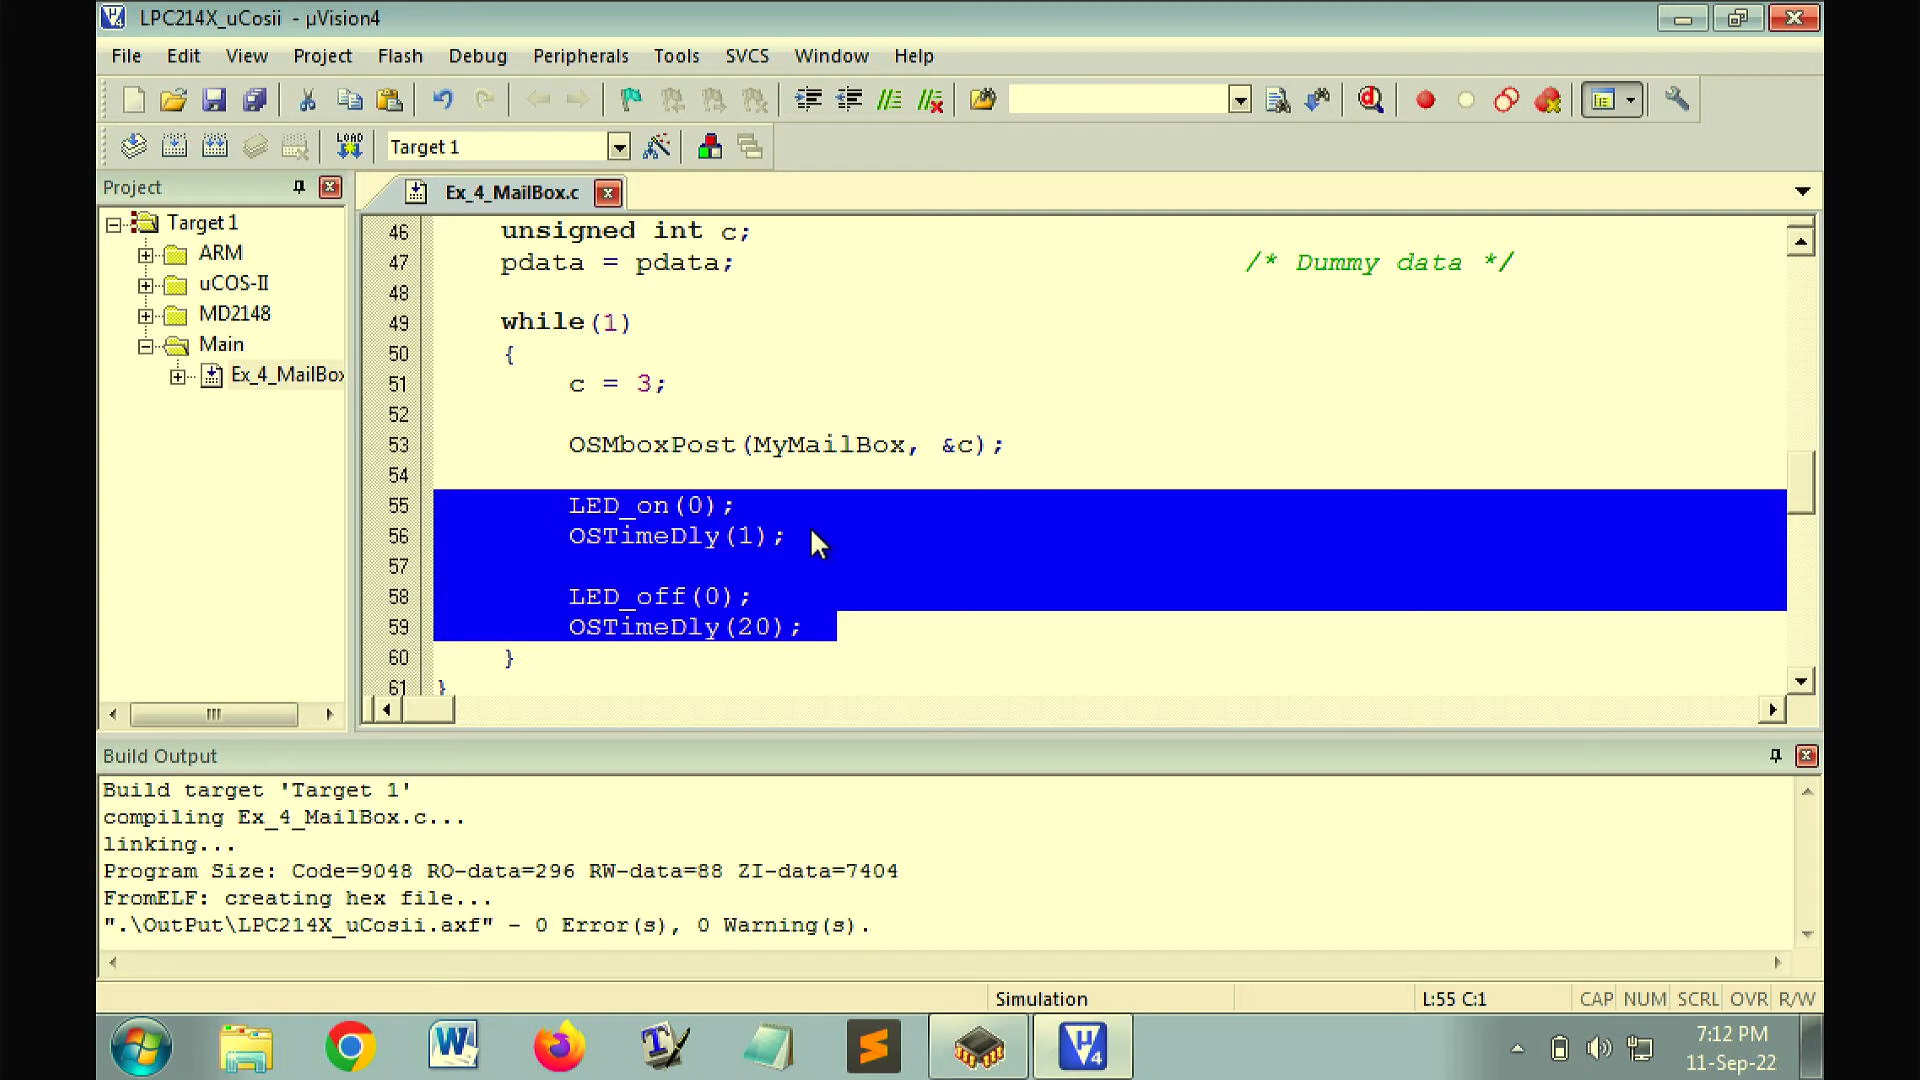 LPC214X_uCosii - µVision4
File Edit View Project Flash Debug Peripherals Tools SVCS Window Help
LOAD Target 1
Project
Target 1
ARM
uCOS-II
MD2148
Main
Ex_4_MailBox
Ex_4_MailBox.c
46 unsigned int c;
47 pdata = pdata; /* Dummy data */
48
49 while(1)
50 {
51 c = 3;
52
53 OSMboxPost(MyMailBox, &c);
54
55 LED_on(0);
56 OSTimeDly(1);
57
58 LED_off(0);
59 OSTimeDly(20);
60 }
61 }
Build Output
Build target 'Target 1'
compiling Ex_4_MailBox.c...
linking...
Program Size: Code=9048 RO-data=296 RW-data=88 ZI-data=7404
FromELF: creating hex file...
".\OutPut\LPC214X_uCosii.axf" - 0 Error(s), 0 Warning(s).
Simulation L:55 C:1 CAP NUM SCRL OVR R/W
7:12 PM
11-Sep-22